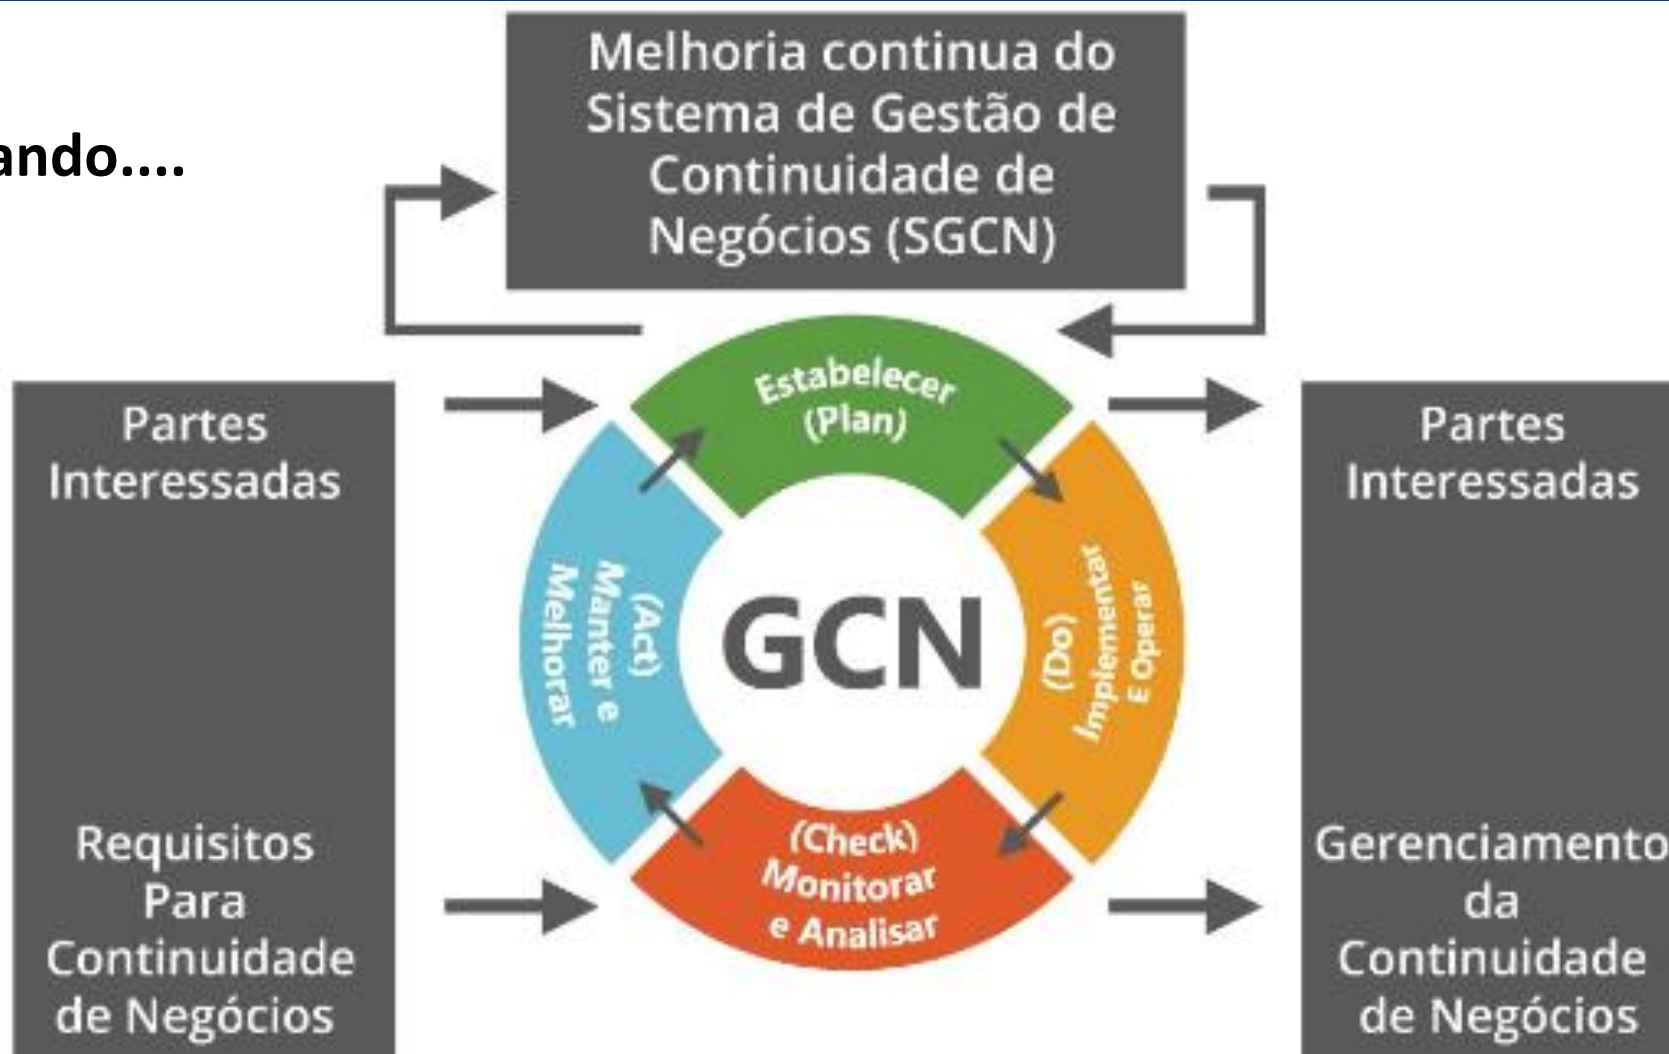 ando....
Melhoria continua do
Sistema de Gestão de
Continuidade de
Negócios (SGCN)
Partes
Interessadas
Requisitos
Para
Continuidade
de Negócios
Estabelecer
(Plan)
(Do)
Implementar
E Operar
(Check)
Monitorar
e Analisar
(Act)
Manter e
Melhorar
GCN
Partes
Interessadas
Gerenciamento
da
Continuidade
de Negócios